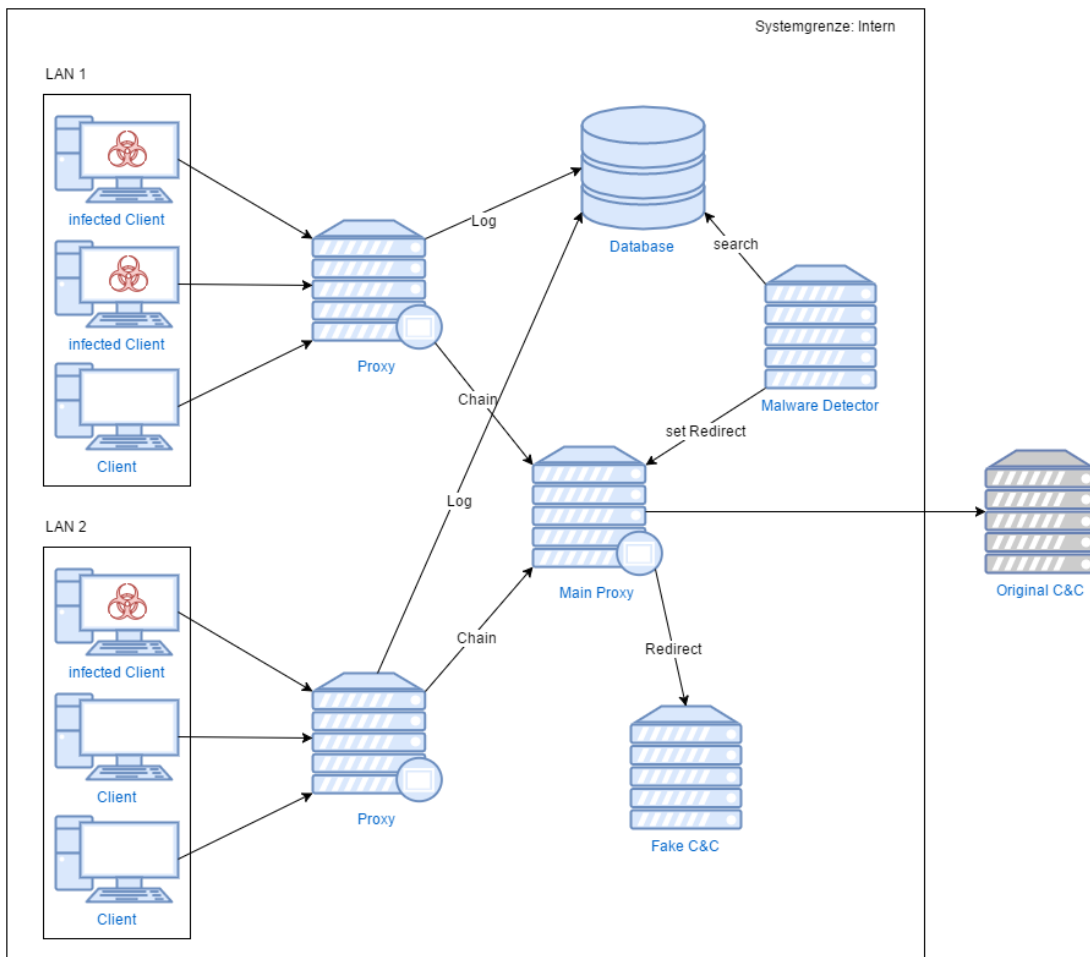 Systemgrenze: Intern
LAN 1
infected Client
infected Client
Client
Proxy
Log
Database
search
Malware Detector
Chain
set Redirect
Main Proxy
Original C&C
LAN 2
Log
infected Client
Client
Client
Chain
Proxy
Redirect
Fake C&C